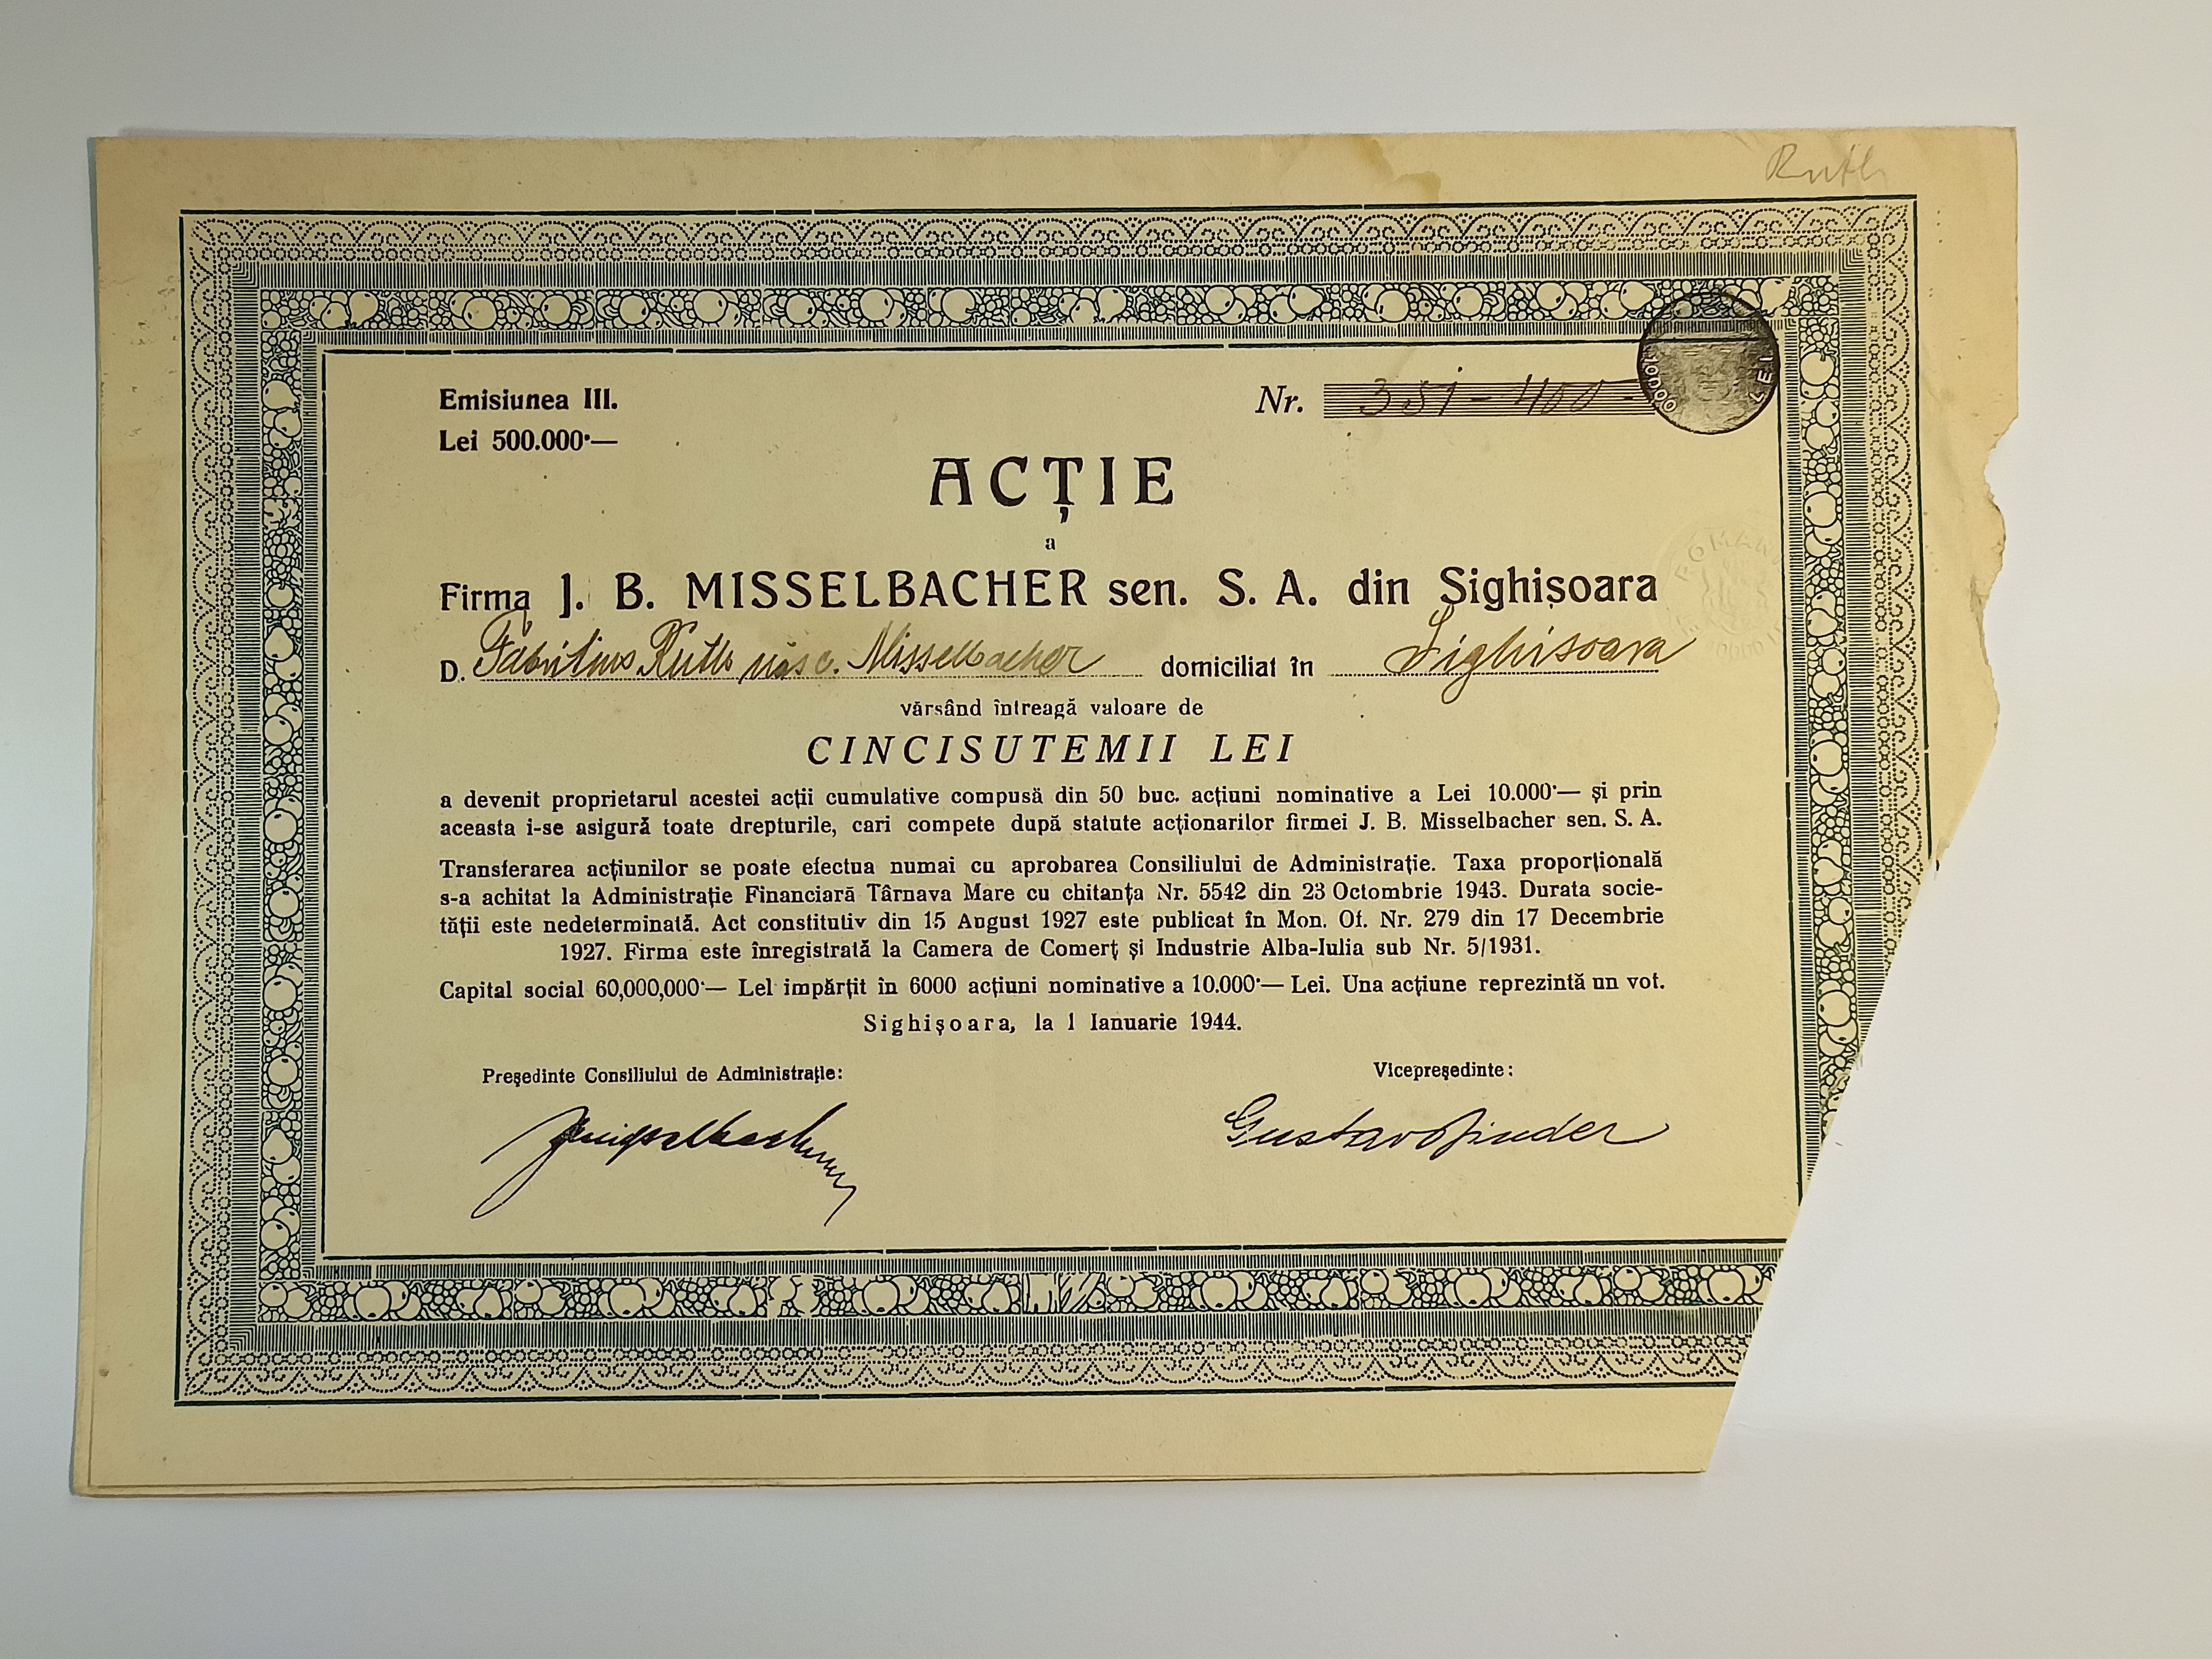 Ruth
Emisiunea III.
Nr. 351-400-
10000 LEI
Lei 500.000·—
ACȚIE
a
Firma J. B. MISSELBACHER sen. S. A. din Sighișoara
D. Fabritius Ruth născ. Misselbacher domiciliat în Sighisoara
vărsând întreagă valoare de
CINCISUTEMII LEI
a devenit proprietarul acestei acții cumulative compusă din 50 buc. acțiuni nominative a Lei 10.000·— și prin
aceasta i-se asigură toate drepturile, cari compete după statute acționarilor firmei J. B. Misselbacher sen. S. A.
Transferarea acțiunilor se poate efectua numai cu aprobarea Consiliului de Administrație. Taxa proporțională
s-a achitat la Administrație Financiară Târnava Mare cu chitanța Nr. 5542 din 23 Octombrie 1943. Durata socie-
tății este nedeterminată. Act constitutiv din 15 August 1927 este publicat în Mon. Of. Nr. 279 din 17 Decembrie
1927. Firma este înregistrată la Camera de Comerț și Industrie Alba-Iulia sub Nr. 5/1931.
Capital social 60,000,000·— Lei împărțit în 6000 acțiuni nominative a 10.000·— Lei. Una acțiune reprezintă un vot.
Sighișoara, la 1 Ianuarie 1944.
Președinte Consiliului de Administrație:
Vicepreședinte:
Misselbacher
Gustav Binder